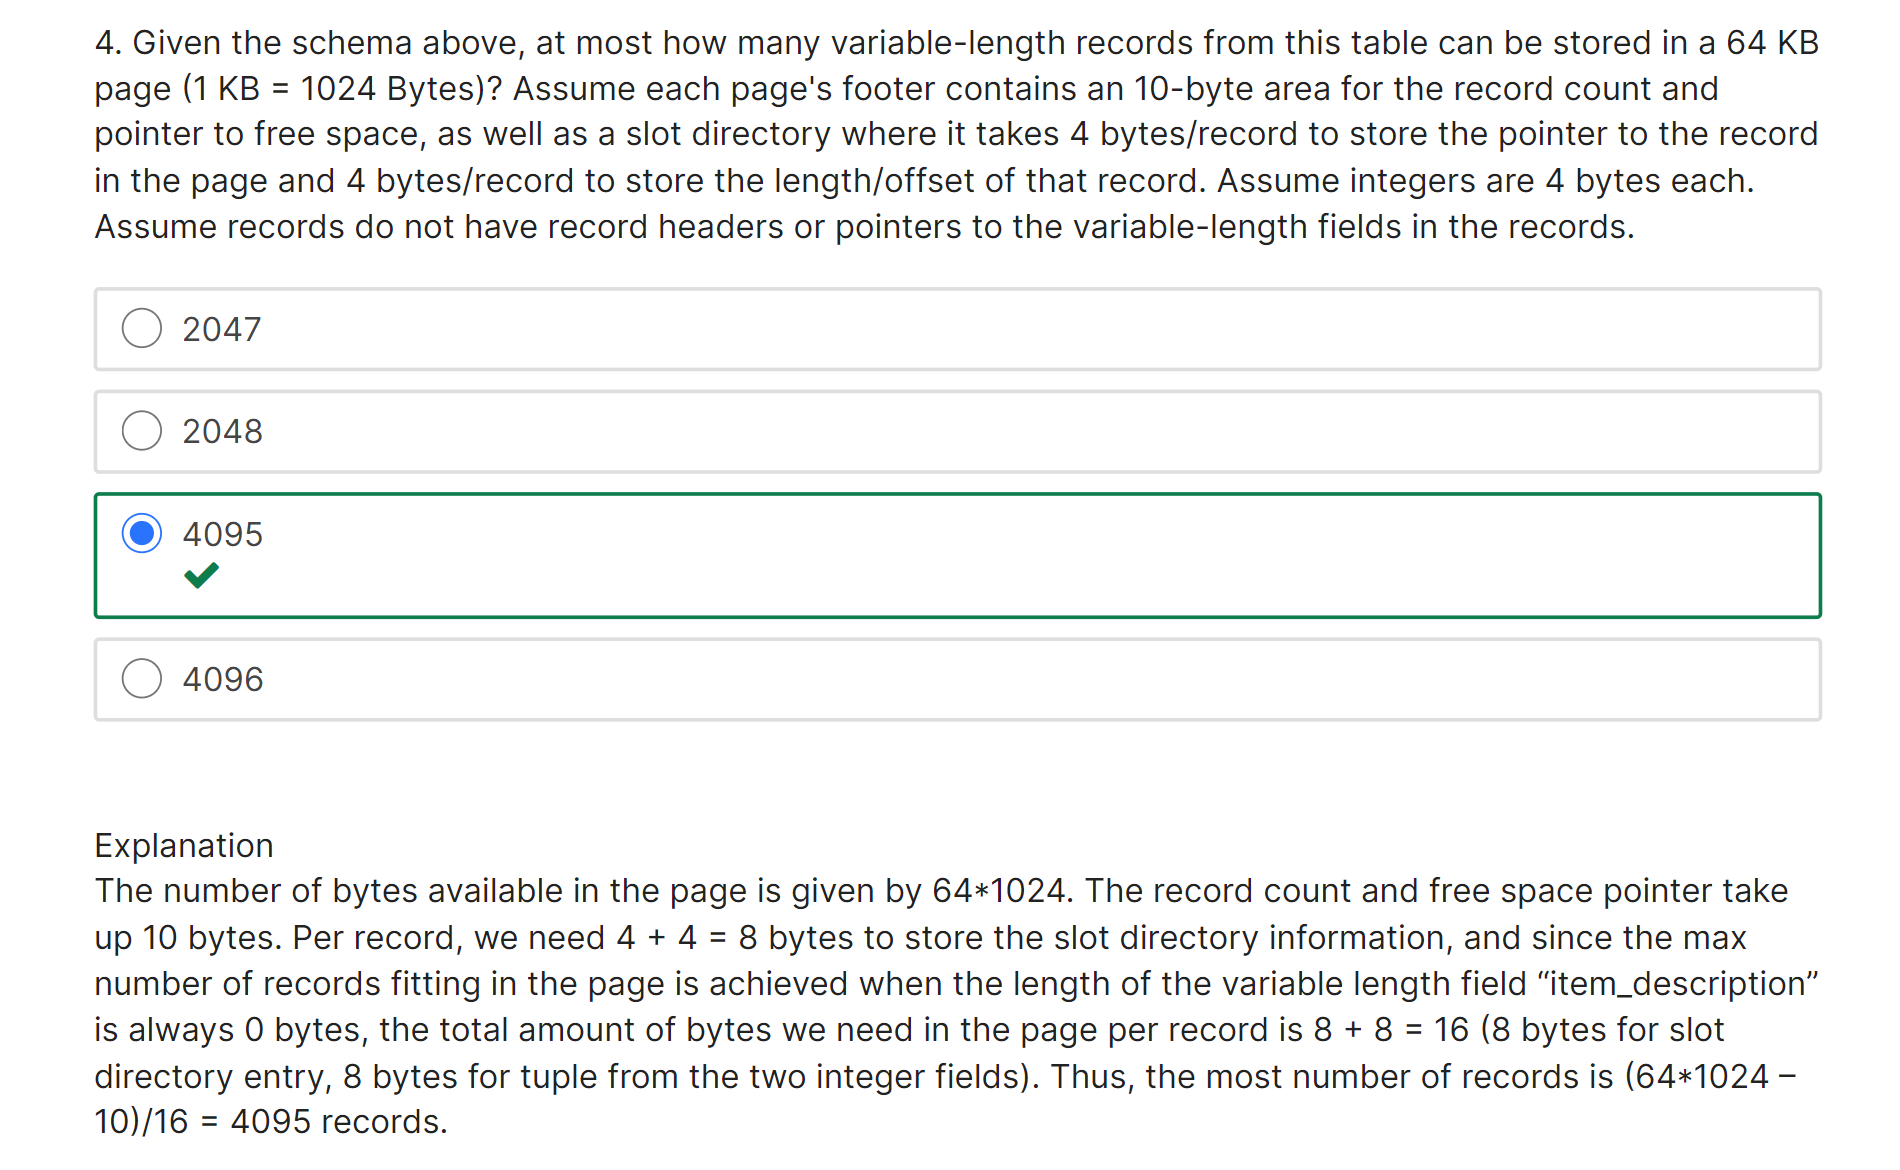 4. Given the schema above, at most how many variable-length records from this table can be stored in a 64 KB
page (1 KB = 1024 Bytes)? Assume each page's footer contains an 10-byte area for the record count and
pointer to free space, as well as a slot directory where it takes 4 bytes/record to store the pointer to the record
in the page and 4 bytes/record to store the length/offset of that record. Assume integers are 4 bytes each.
Assume records do not have record headers or pointers to the variable-length fields in the records.
2047
2048
4095
4096
Explanation
The number of bytes available in the page is given by 64*1024. The record count and free space pointer take
up 10 bytes. Per record, we need 4 + 4 = 8 bytes to store the slot directory information, and since the max
number of records fitting in the page is achieved when the length of the variable length field “item_description”
is always 0 bytes, the total amount of bytes we need in the page per record is 8 + 8 = 16 (8 bytes for slot
directory entry, 8 bytes for tuple from the two integer fields). Thus, the most number of records is (64*1024 –
10)/16 = 4095 records.